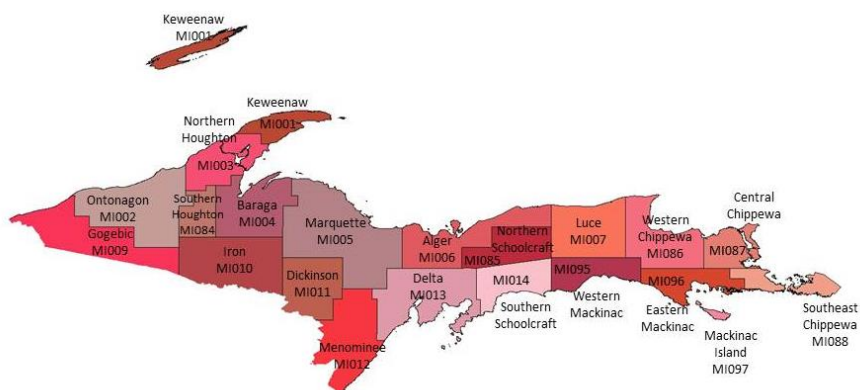 Keweenaw
MI001
Keweenaw
MI001
Northern
Houghton
MI003
Ontonagon
MI002
Southern
Houghton
MI084
Baraga
MI004
Gogebic
MI009
Iron
MI010
Marquette
MI005
Dickinson
MI011
Menominee
MI012
Alger
MI006
Delta
MI013
Northern
Schoolcraft
MI085
MI014
Southern
Schoolcraft
Luce
MI007
MI095
Western
Mackinac
Western
Chippewa
MI086
Central
Chippewa
MI087
MI096
Eastern
Mackinac
Mackinac
Island
MI097
Southeast
Chippewa
MI088